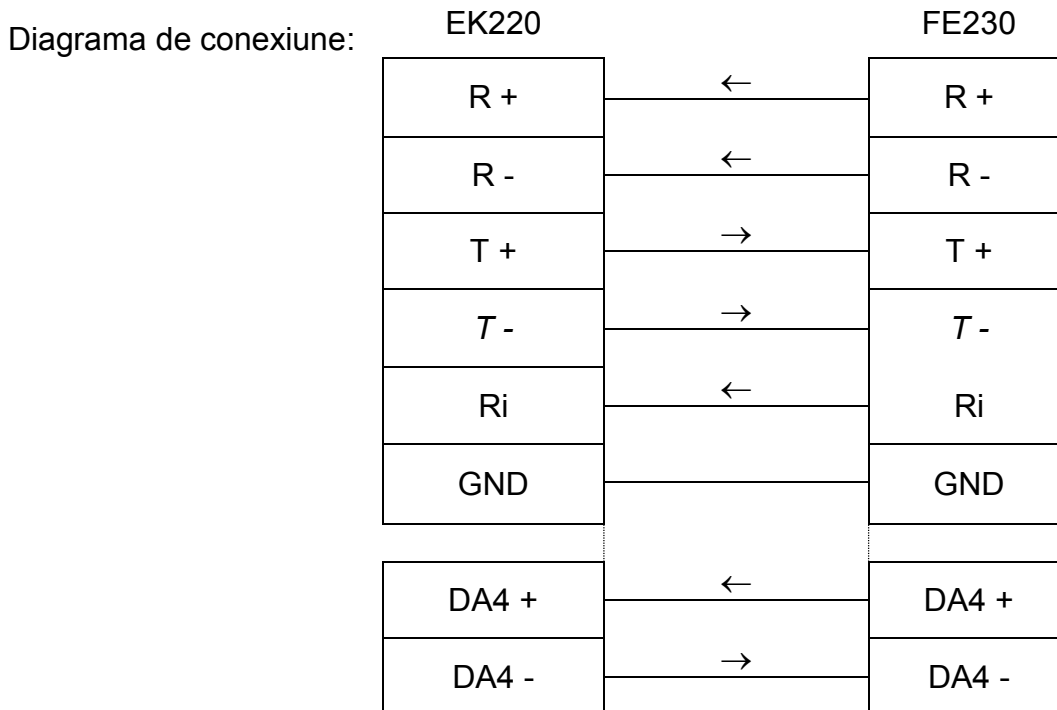 Diagrama de conexiune:
EK220 FE230
R + ← R +
R - ← R -
T + → T +
T - → T -
Ri ← Ri
GND GND
DA4 + ← DA4 +
DA4 - → DA4 -